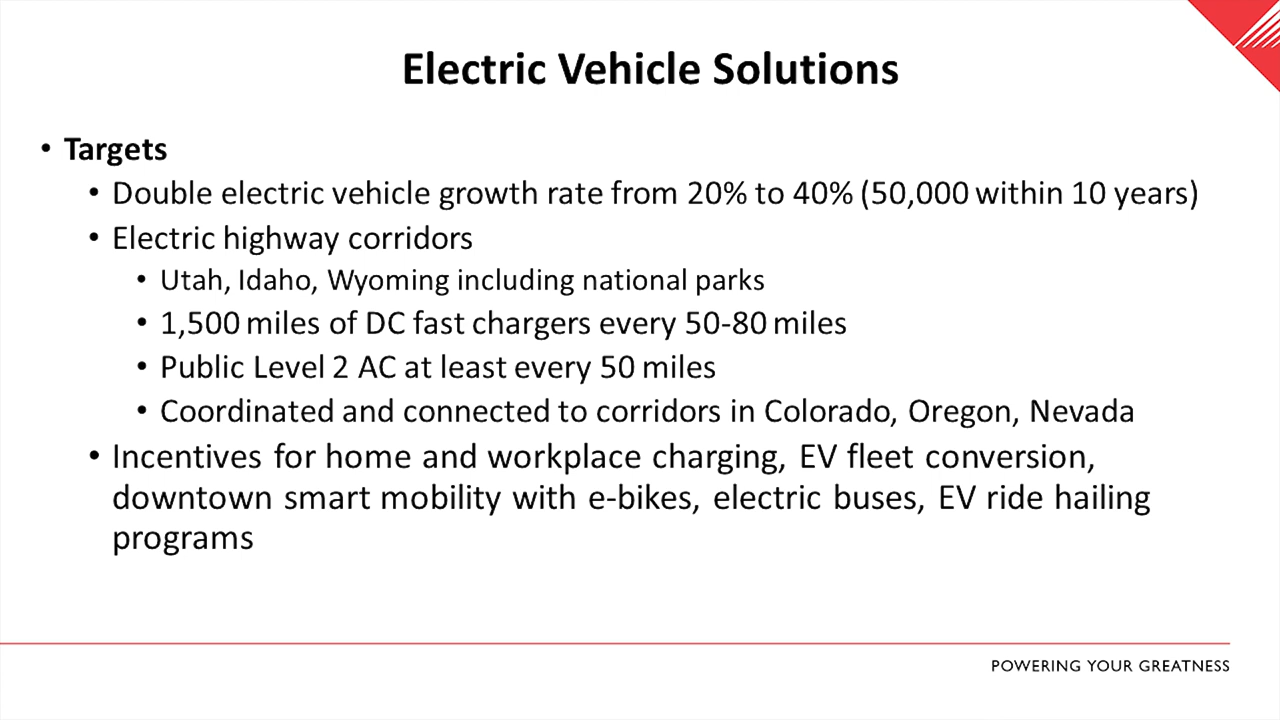 Electric Vehicle Solutions
• Targets
• Double electric vehicle growth rate from 20% to 40% (50,000 within 10 years)
• Electric highway corridors
• Utah, Idaho, Wyoming including national parks
• 1,500 miles of DC fast chargers every 50-80 miles
• Public Level 2 AC at least every 50 miles
• Coordinated and connected to corridors in Colorado, Oregon, Nevada
• Incentives for home and workplace charging, EV fleet conversion,
downtown smart mobility with e-bikes, electric buses, EV ride hailing
programs
POWERING YOUR GREATNESS